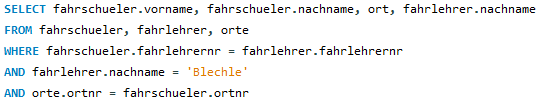 SELECT fahrschueler.vorname, fahrschueler.nachname, ort, fahrlehrer.nachname
FROM fahrschueler, fahrlehrer, orte
WHERE fahrschueler.fahrlehrernr = fahrlehrer.fahrlehrernr
AND fahrlehrer.nachname = 'Blechle'
AND orte.ortnr = fahrschueler.ortnr